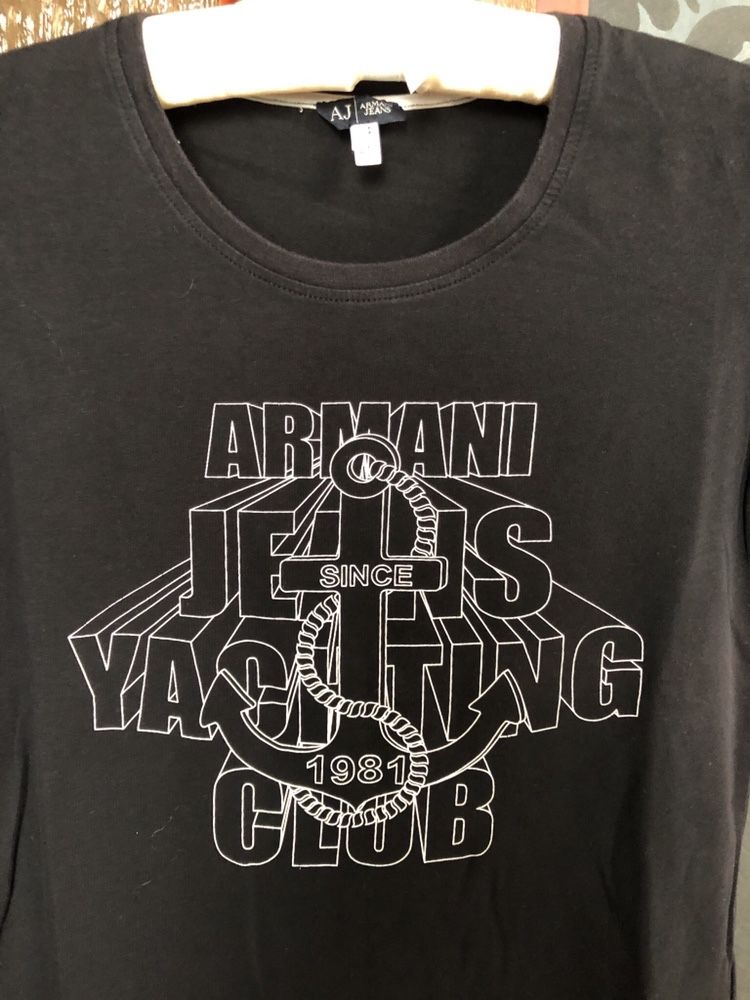 AJ ARMANI JEANS
ARMANI
JEANS
SINCE
YACHTING
1981
CLUB